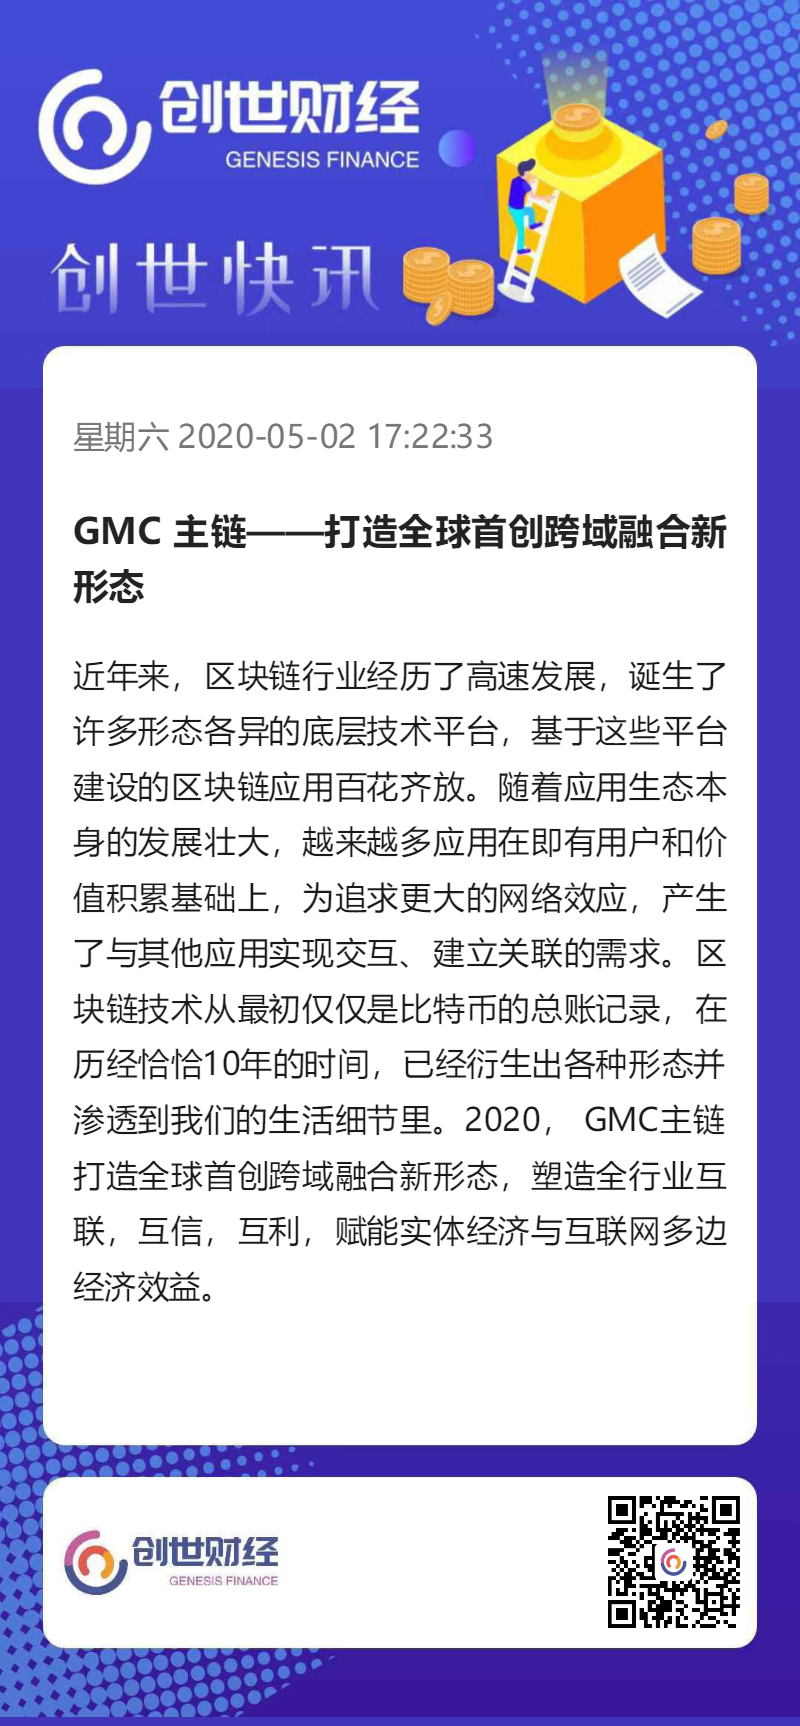 创世财经
GENESIS FINANCE
创世快讯
星期六 2020-05-02 17:22:33
GMC 主链——打造全球首创跨域融合新
形态
近年来，区块链行业经历了高速发展，诞生了
许多形态各异的底层技术平台，基于这些平台
建设的区块链应用百花齐放。随着应用生态本
身的发展壮大，越来越多应用在即有用户和价
值积累基础上，为追求更大的网络效应，产生
了与其他应用实现交互、建立关联的需求。区
块链技术从最初仅仅是比特币的总账记录，在
历经恰恰10年的时间，已经衍生出各种形态并
渗透到我们的生活细节里。2020， GMC主链
打造全球首创跨域融合新形态，塑造全行业互
联，互信，互利，赋能实体经济与互联网多边
经济效益。
创世财经
GENESIS FINANCE